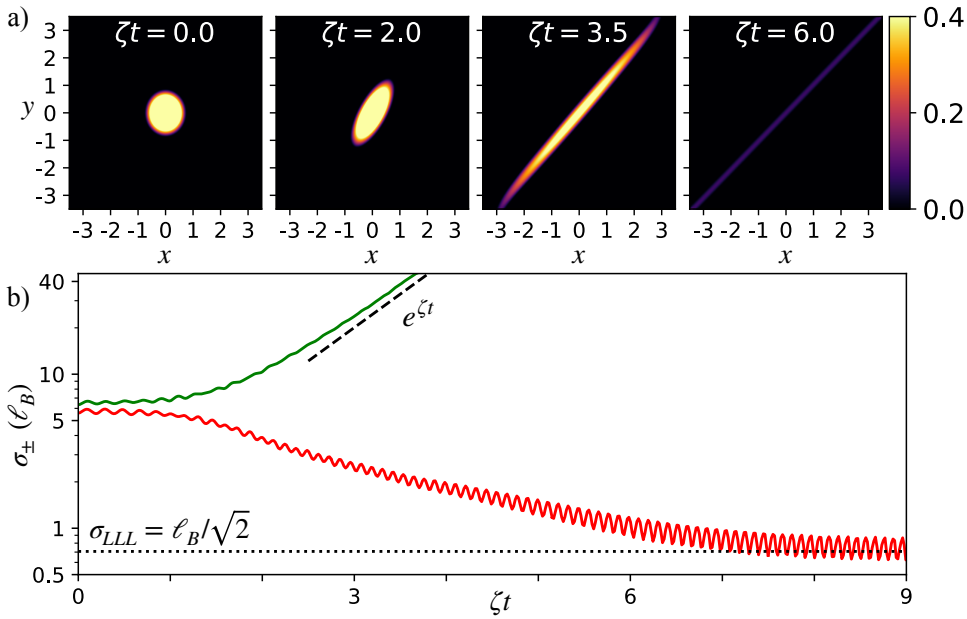 a)
ζt = 0.0
ζt = 2.0
ζt = 3.5
ζt = 6.0
0.4
0.2
0.0
y
3
2
1
0
-1
-2
-3
-3 -2 -1 0 1 2 3
-3 -2 -1 0 1 2 3
-3 -2 -1 0 1 2 3
-3 -2 -1 0 1 2 3
x
x
x
x
b)
σ± (ℓB)
40
10
5
1
0.5
e^ζt
σLLL = ℓB/√2
0 3 6 9
ζt